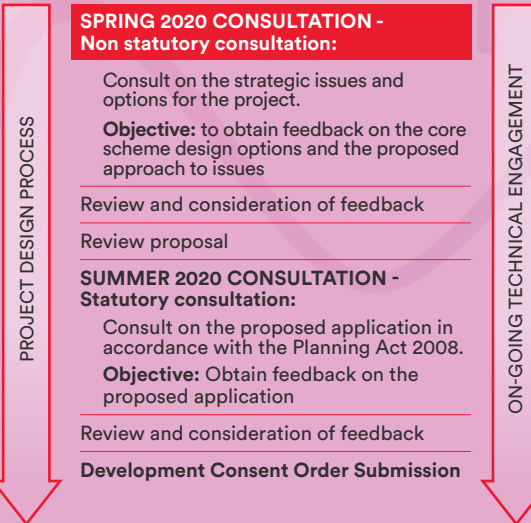 PROJECT DESIGN PROCESS
SPRING 2020 CONSULTATION -
Non statutory consultation:
Consult on the strategic issues and
options for the project.
Objective: to obtain feedback on the core
scheme design options and the proposed
approach to issues
Review and consideration of feedback
Review proposal
SUMMER 2020 CONSULTATION -
Statutory consultation:
Consult on the proposed application in
accordance with the Planning Act 2008.
Objective: Obtain feedback on the
proposed application
Review and consideration of feedback
Development Consent Order Submission
ON-GOING TECHNICAL ENGAGEMENT